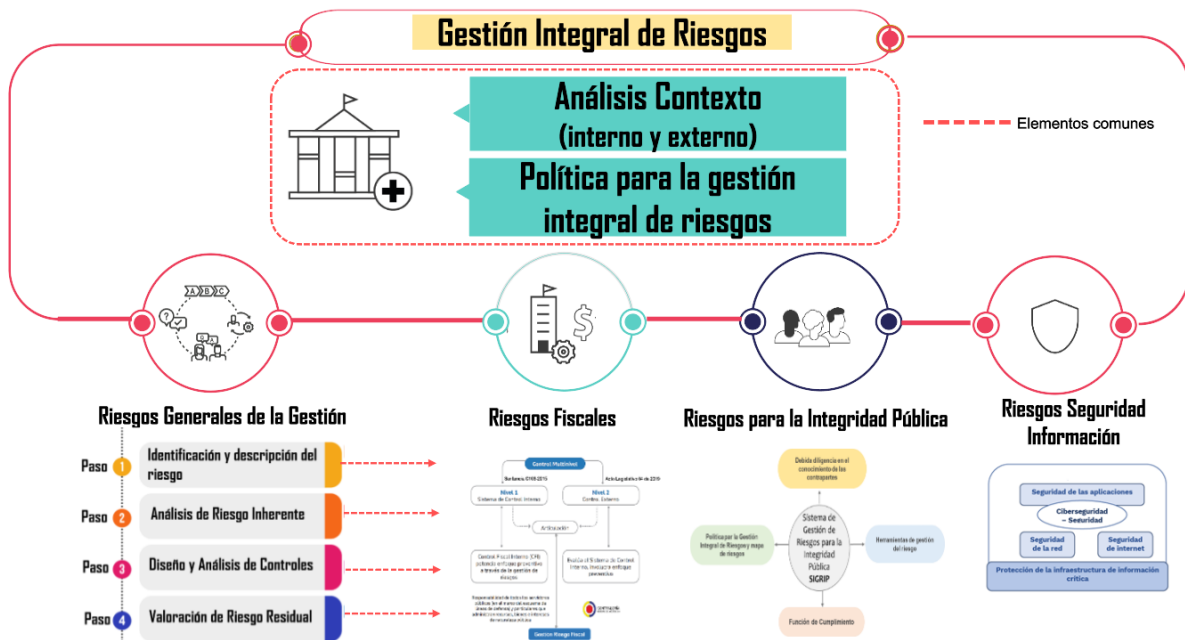 Gestión Integral de Riesgos
Análisis Contexto
(interno y externo)
Política para la gestión
integral de riesgos
Elementos comunes
A B C
Riesgos Generales de la Gestión
Paso 1
Identificación y descripción del
riesgo
Paso 2
Análisis de Riesgo Inherente
Paso 3
Diseño y Análisis de Controles
Paso 4
Valoración de Riesgo Residual
Riesgos Fiscales
Control Multinivel
Nivel 1
Sistema de Control Interno
Nivel 2
Control Externo
Articulación
Gestión Riesgo Fiscal
Riesgos para la Integridad Pública
Debida diligencia en el
conocimiento de las
contrapartes
Política par la Gestión
Integral de Riesgos y mapa
de riesgos
Sistema de
Gestión de
Riesgos para la
Integridad
Pública
SIGRIP
Herramientas de gestión
del riesgo
Función de Cumplimiento
Riesgos Seguridad
Información
Seguridad de las aplicaciones
Ciberseguridad
– Seguridad
Seguridad
de la red
Seguridad
de internet
Protección de la infraestructura de información
crítica